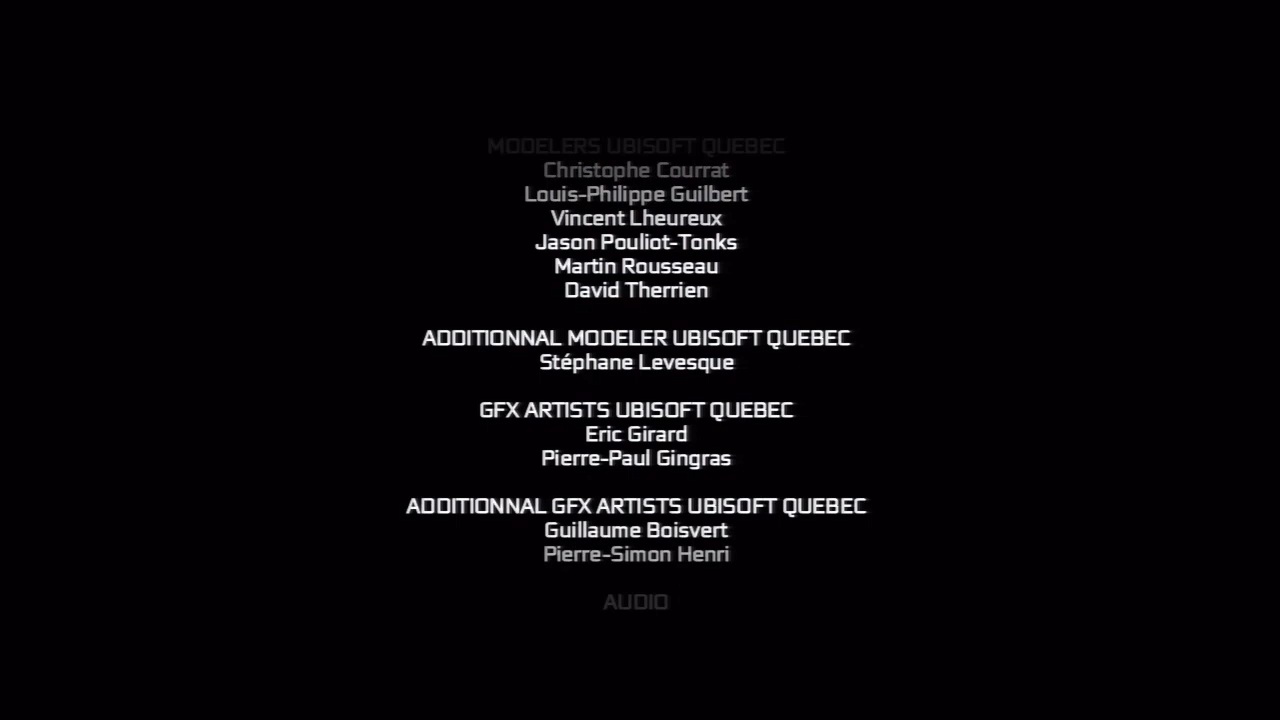 MODELERS UBISOFT QUEBEC
Christophe Courrat
Louis-Philippe Guilbert
Vincent Lheureux
Jason Pouliot-Tonks
Martin Rousseau
David Therrien
ADDITIONNAL MODELER UBISOFT QUEBEC
Stéphane Levesque
GFX ARTISTS UBISOFT QUEBEC
Eric Girard
Pierre-Paul Gingras
ADDITIONNAL GFX ARTISTS UBISOFT QUEBEC
Guillaume Boisvert
Pierre-Simon Henri
AUDIO